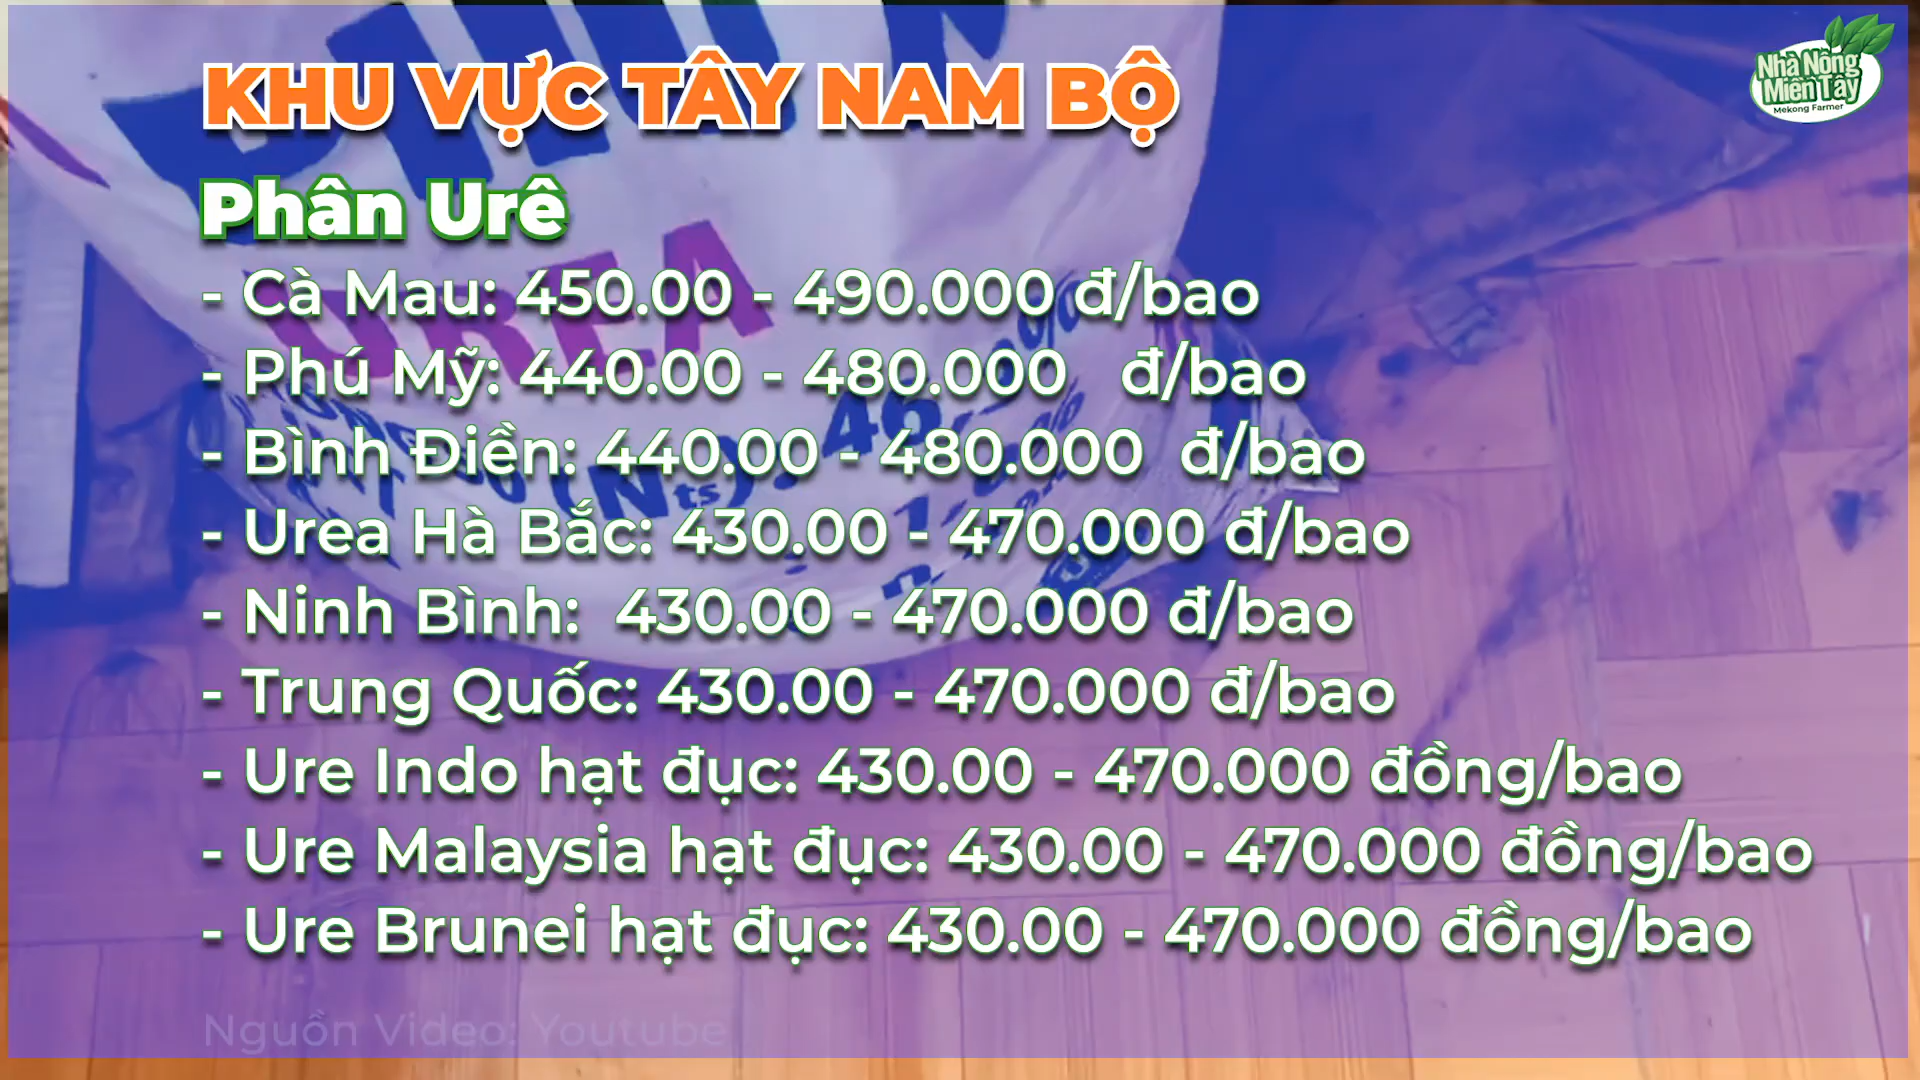 KHU VỰC TÂY NAM BỘ
Nhà Nông
Miền Tây
Mekong Farmer
Phân Urê
UREA
- Cà Mau: 450.00 - 490.000 đ/bao
- Phú Mỹ: 440.00 - 480.000 đ/bao
- Bình Điền: 440.00 - 480.000 đ/bao
- Urea Hà Bắc: 430.00 - 470.000 đ/bao
- Ninh Bình: 430.00 - 470.000 đ/bao
- Trung Quốc: 430.00 - 470.000 đ/bao
- Ure Indo hạt đục: 430.00 - 470.000 đồng/bao
- Ure Malaysia hạt đục: 430.00 - 470.000 đồng/bao
- Ure Brunei hạt đục: 430.00 - 470.000 đồng/bao
Nguồn Video: Youtube